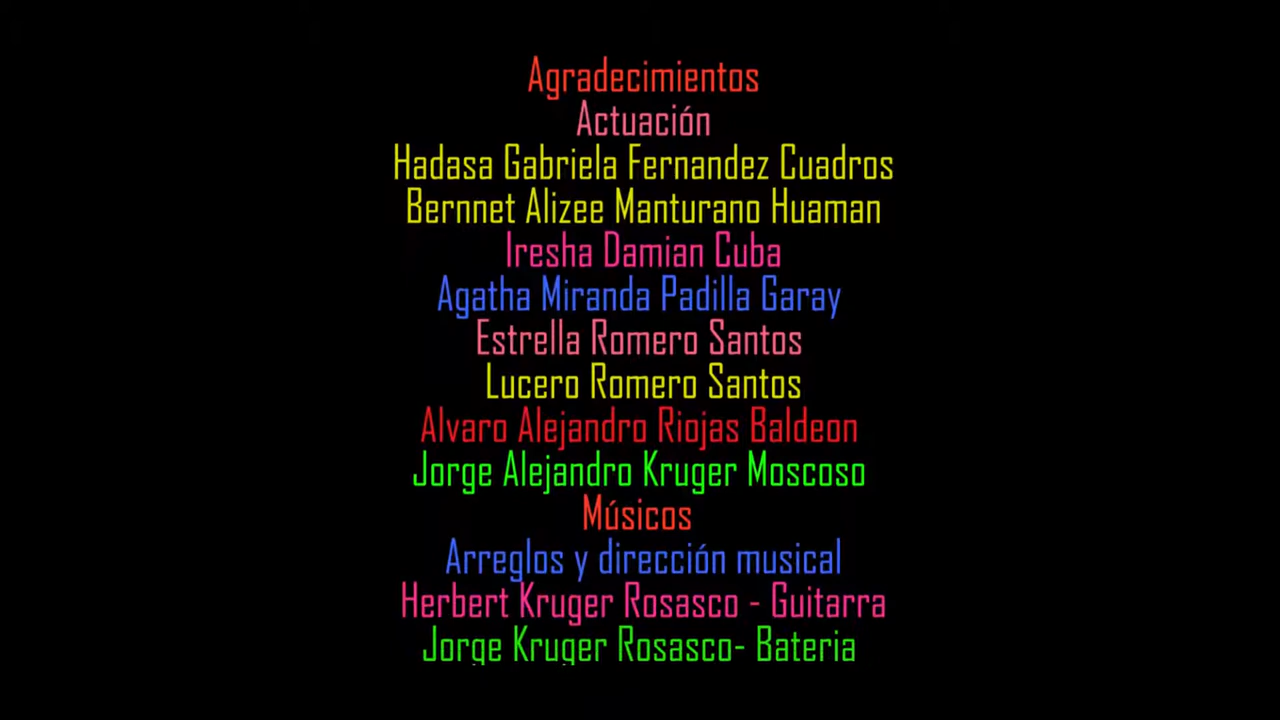 Agradecimientos
Actuación
Hadasa Gabriela Fernandez Cuadros
Bernnet Alizee Manturano Huaman
Iresha Damian Cuba
Agatha Miranda Padilla Garay
Estrella Romero Santos
Lucero Romero Santos
Alvaro Alejandro Riojas Baldeon
Jorge Alejandro Kruger Moscoso
Músicos
Arreglos y dirección musical
Herbert Kruger Rosasco - Guitarra
Jorge Kruger Rosasco- Bateria